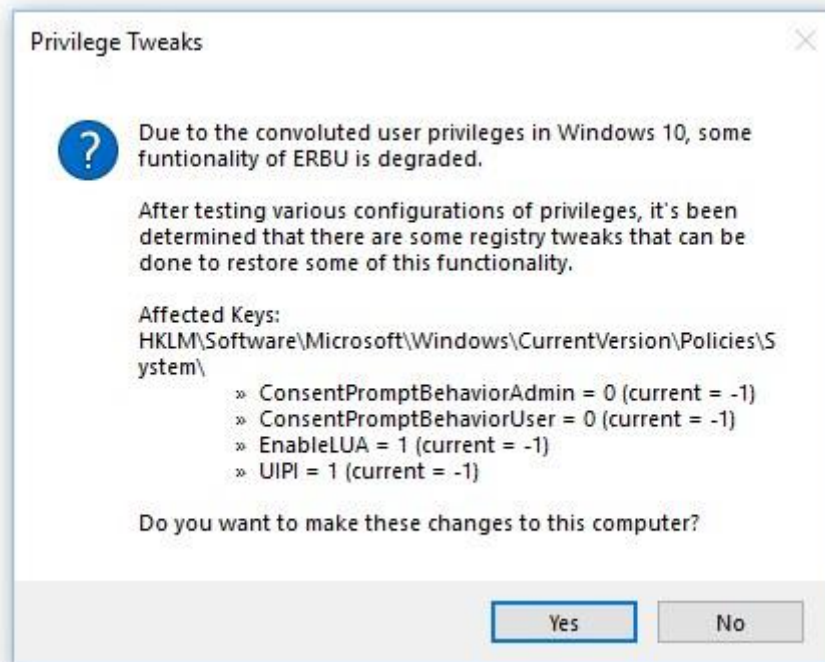 Privilege Tweaks
Due to the convoluted user privileges in Windows 10, some
funtionality of ERBU is degraded.
After testing various configurations of privileges, it's been
determined that there are some registry tweaks that can be
done to restore some of this functionality.
Affected Keys:
HKLM\Software\Microsoft\Windows\CurrentVersion\Policies\S
ystem\
» ConsentPromptBehaviorAdmin = 0 (current = -1)
» ConsentPromptBehaviorUser = 0 (current = -1)
» EnableLUA = 1 (current = -1)
» UIPI = 1 (current = -1)
Do you want to make these changes to this computer?
Yes No